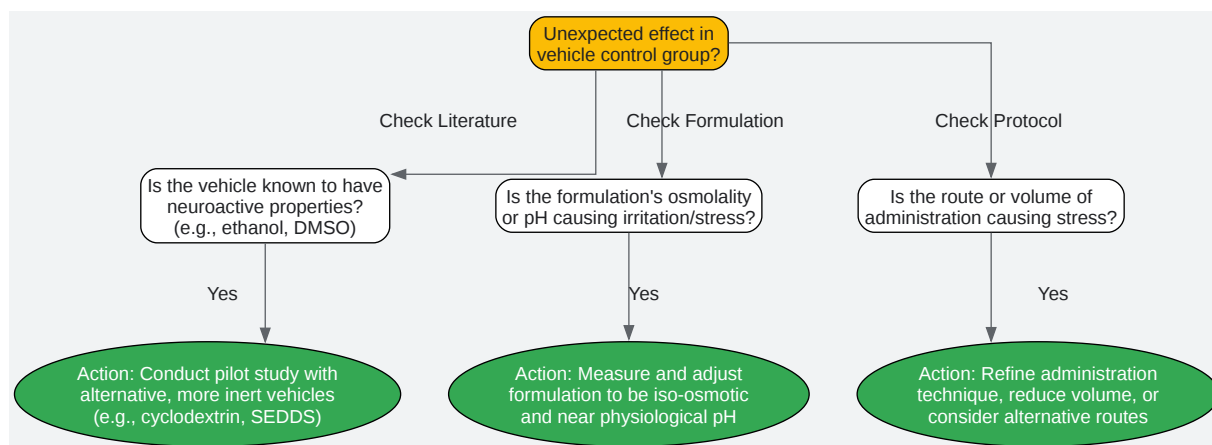 Unexpected effect in
vehicle control group?
Check Literature
Check Formulation
Check Protocol
Is the vehicle known to have
neuroactive properties?
(e.g., ethanol, DMSO)
Is the formulation's osmolality
or pH causing irritation/stress?
Is the route or volume of
administration causing stress?
Yes
Yes
Yes
Action: Conduct pilot study with
alternative, more inert vehicles
(e.g., cyclodextrin, SEDDS)
Action: Measure and adjust
formulation to be iso-osmotic
and near physiological pH
Action: Refine administration
technique, reduce volume, or
consider alternative routes